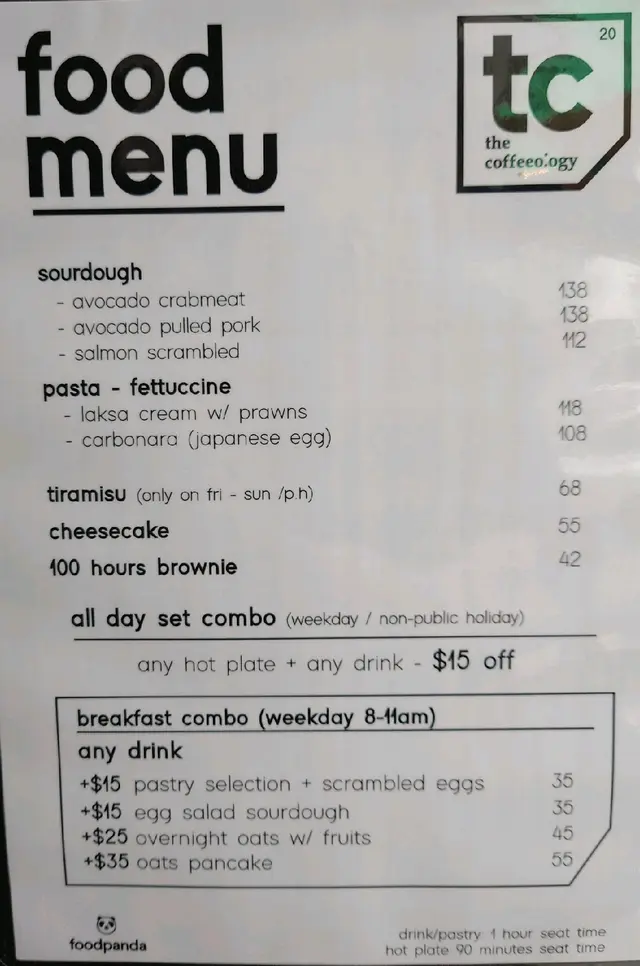 food
menu
20
tc
the
coffeeology
sourdough
- avocado crabmeat 138
- avocado pulled pork 138
- salmon scrambled 112
pasta - fettuccine
- laksa cream w/ prawns 118
- carbonara (japanese egg) 108
tiramisu (only on fri - sun /p.h) 68
cheesecake 55
100 hours brownie 42
all day set combo (weekday / non-public holiday)
any hot plate + any drink - $15 off
breakfast combo (weekday 8-11am)
any drink
+$15 pastry selection + scrambled eggs 35
+$15 egg salad sourdough 35
+$25 overnight oats w/ fruits 45
+$35 oats pancake 55
foodpanda
drink/pastry 1 hour seat time
hot plate 90 minutes seat time